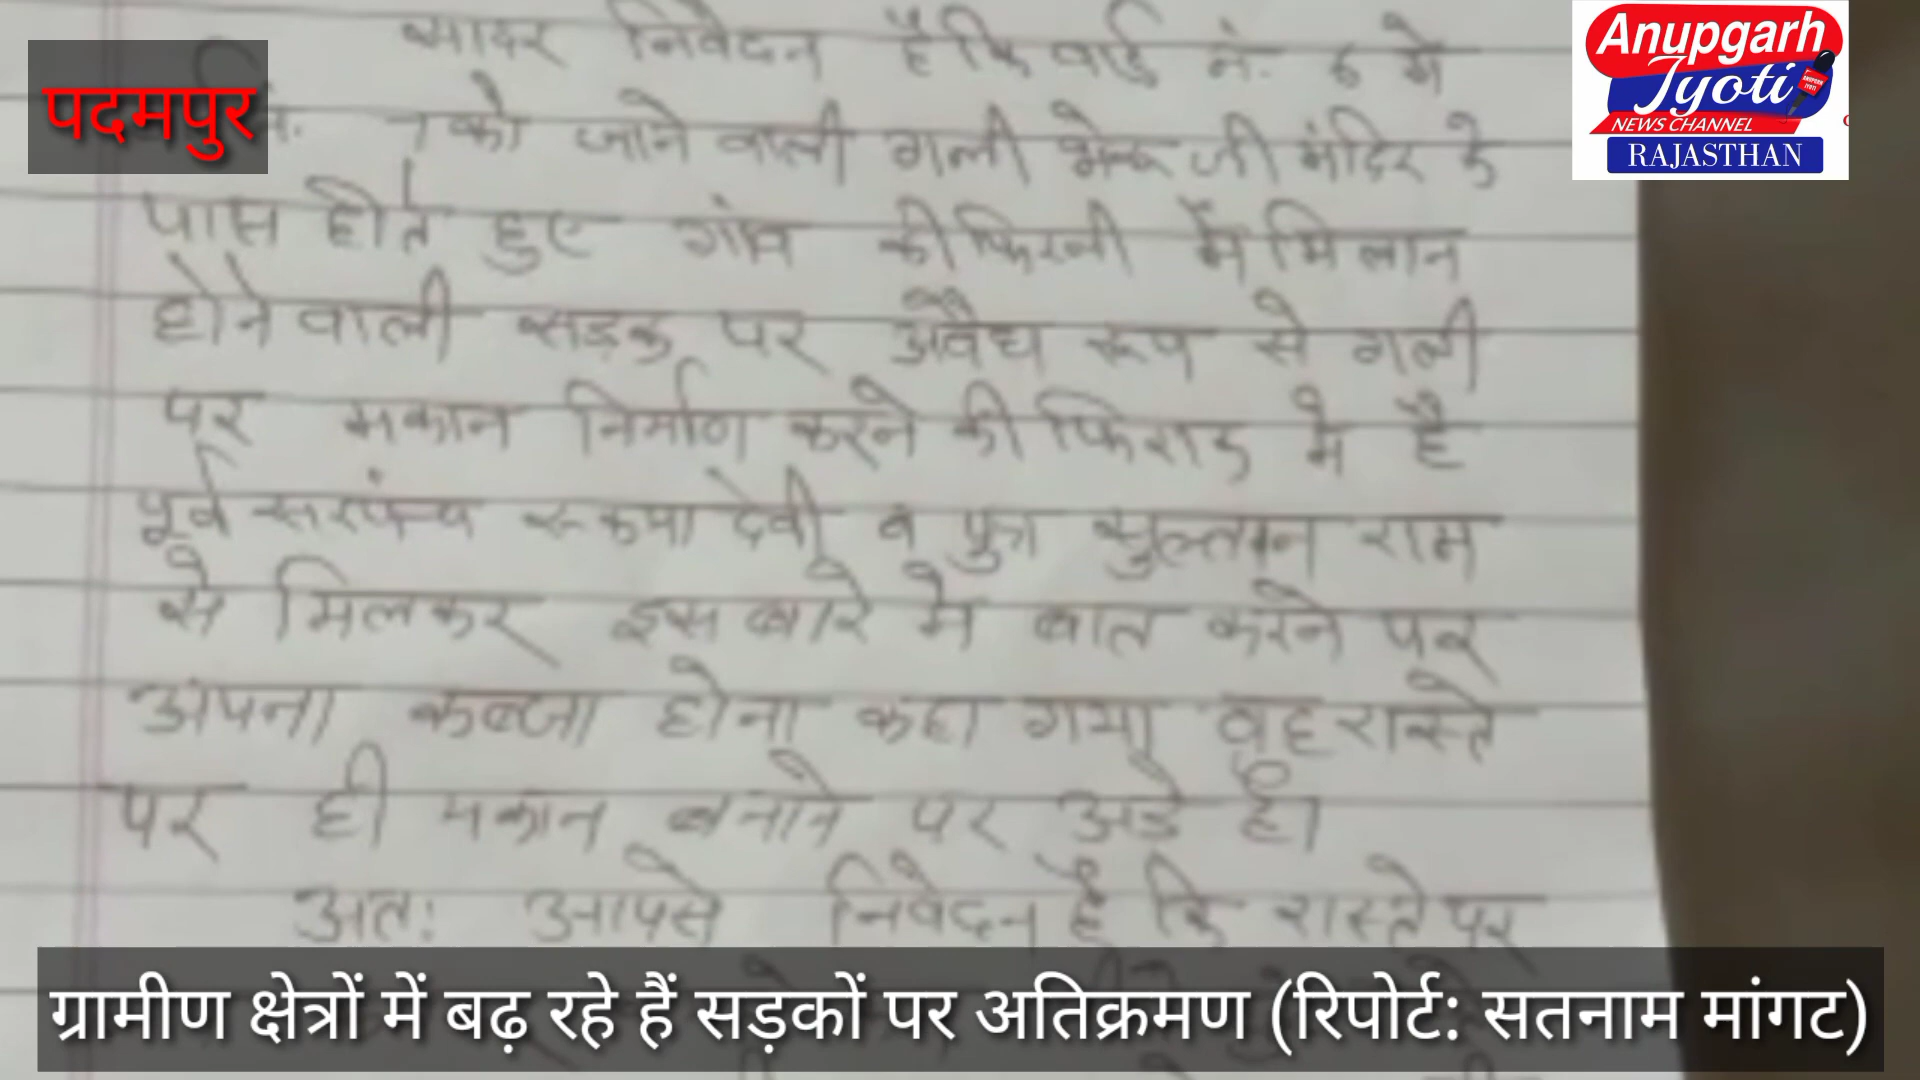 सादर निवेदन है कि वार्ड नं. 6 मे
पदमपुर
7 को जाने वाली गली भेरू जी मंदिर के
पास होते हुए गांव की फिरनी मे मिलान
होने वाली सड़क पर अवैध रूप से गली
पर मकान निर्माण करने की फिराक मे है
पूर्व सरपंच रुकमा देवी व पुत्र सुल्तान राम
से मिलकर इस बारे मे बात करने पर
अपना कब्जा होना कहा गया वह रास्ते
पर ही मकान बनाने पर अडे है।
अतः आपसे निवेदन है कि रास्ते पर
Anupgarh
Jyoti
NEWS CHANNEL
RAJASTHAN
ग्रामीण क्षेत्रों में बढ़ रहे हैं सड़कों पर अतिक्रमण (रिपोर्ट: सतनाम मांगट)